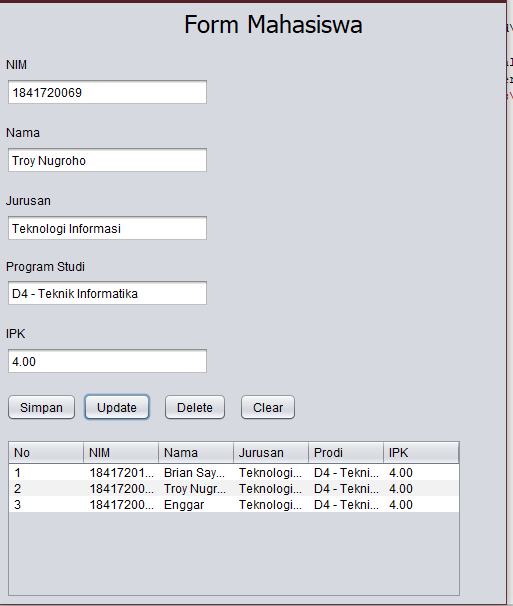 Form Mahasiswa
NIM
1841720069
Nama
Troy Nugroho
Jurusan
Teknologi Informasi
Program Studi
D4 - Teknik Informatika
IPK
4.00
Simpan Update Delete Clear
No NIM Nama Jurusan Prodi IPK
1 18417201... Brian Say... Teknologi... D4 - Tekni... 4.00
2 18417200... Troy Nugr... Teknologi... D4 - Tekni... 4.00
3 18417200... Enggar Teknologi... D4 - Tekni... 4.00